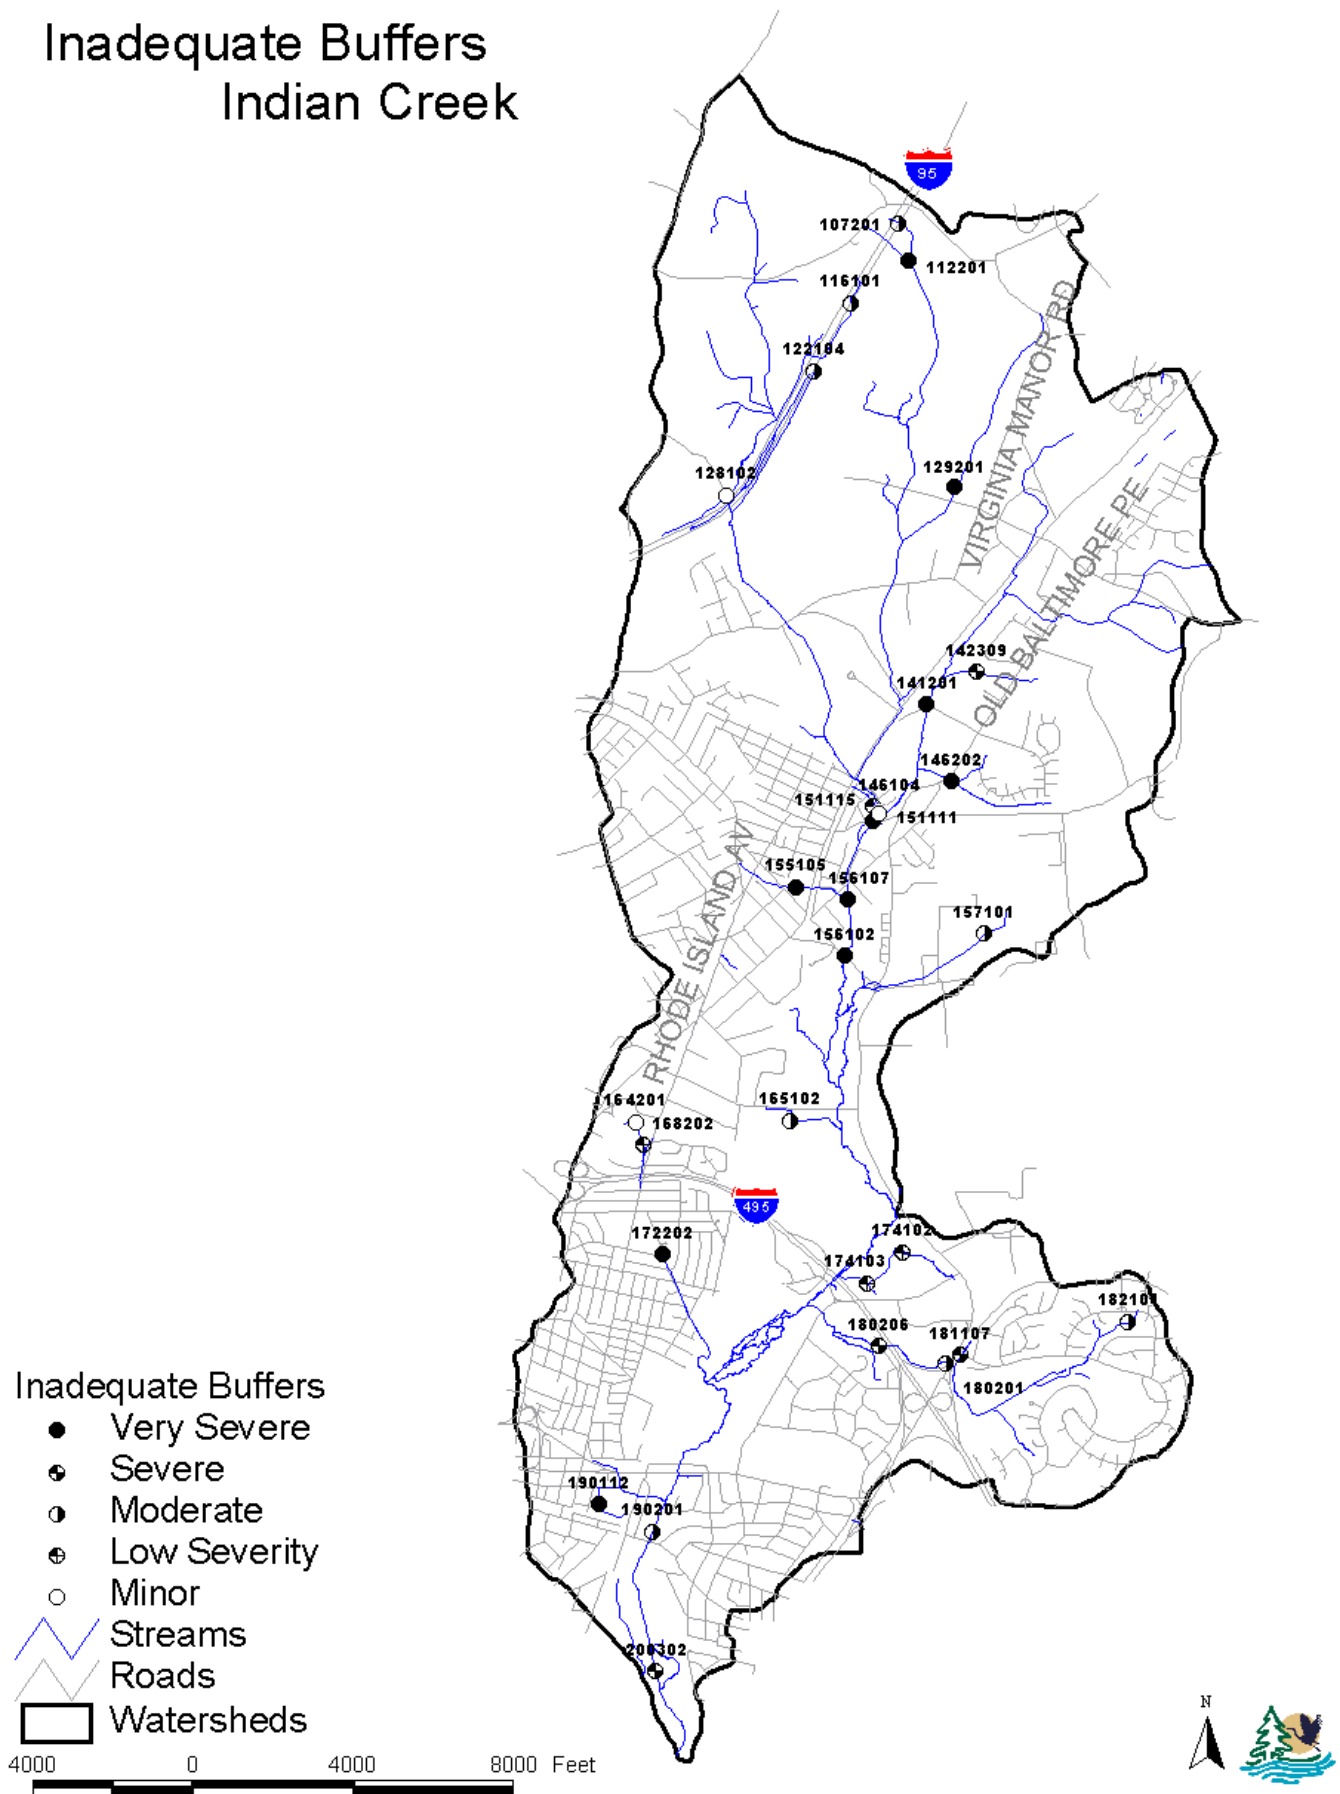 Inadequate Buffers
Indian Creek
95
107201
112201
116101
122104
VIRGINIA MANOR RD
128102
129201
OLD BALTIMORE PE
142309
141201
146202
146104
151115
151111
155105
156107
RHODE ISLAND AV
157101
156102
164201
165102
168202
495
172202
174102
174103
182101
180206
181107
180201
Inadequate Buffers
Very Severe
Severe
Moderate
Low Severity
Minor
Streams
Roads
Watersheds
190112
190201
200302
N
4000 0 4000 8000 Feet